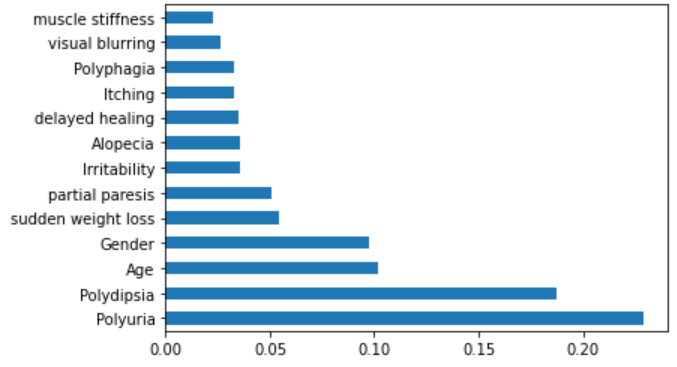 muscle stiffness
visual blurring
Polyphagia
Itching
delayed healing
Alopecia
Irritability
partial paresis
sudden weight loss
Gender
Age
Polydipsia
Polyuria
0.00 0.05 0.10 0.15 0.20